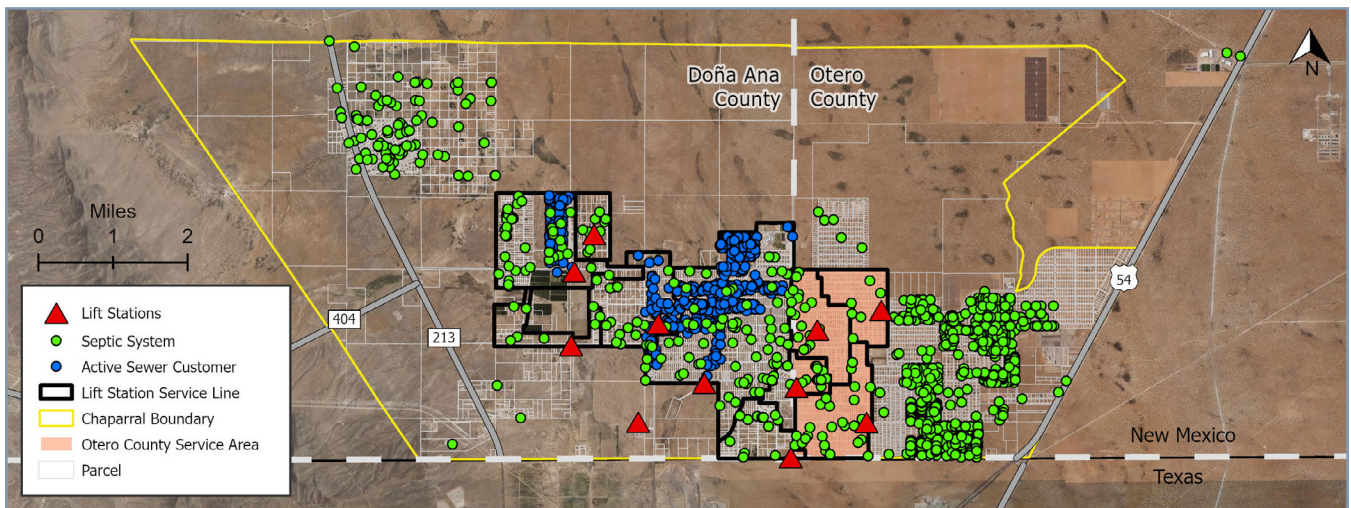 Doña Ana
County
Otero
County
N
Miles
0 1 2
Lift Stations
Septic System
Active Sewer Customer
Lift Station Service Line
Chaparral Boundary
Otero County Service Area
Parcel
404
213
54
New Mexico
Texas